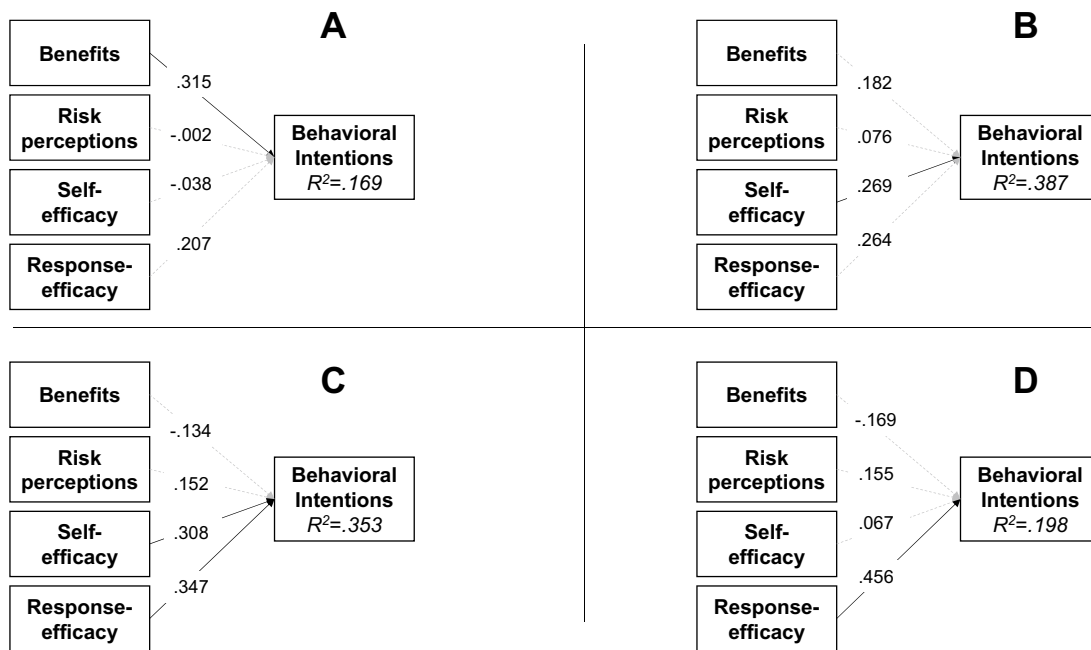 A
Benefits
.315
Risk
perceptions
-.002
Behavioral
Intentions
R²=.169
Self-
efficacy
-.038
Response-
efficacy
.207
B
Benefits
.182
Risk
perceptions
.076
Behavioral
Intentions
R²=.387
Self-
efficacy
.269
Response-
efficacy
.264
C
Benefits
-.134
Risk
perceptions
.152
Behavioral
Intentions
R²=.353
Self-
efficacy
.308
Response-
efficacy
.347
D
Benefits
-.169
Risk
perceptions
.155
Behavioral
Intentions
R²=.198
Self-
efficacy
.067
Response-
efficacy
.456